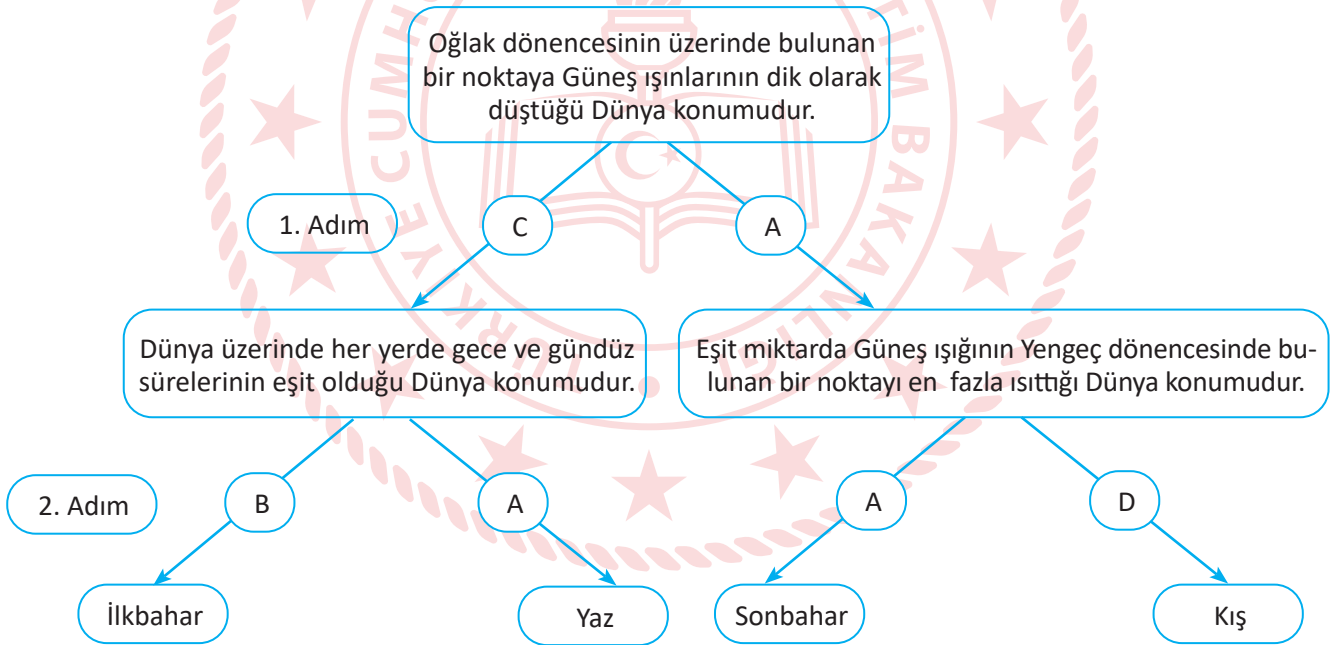 Oğlak dönencesinin üzerinde bulunan
bir noktaya Güneş ışınlarının dik olarak
düştüğü Dünya konumudur.
1. Adım
C
A
Dünya üzerinde her yerde gece ve gündüz
sürelerinin eşit olduğu Dünya konumudur.
Eşit miktarda Güneş ışığının Yengeç dönencesinde bu-
lunan bir noktayı en fazla ısıttığı Dünya konumudur.
2. Adım
B
A
A
D
İlkbahar
Yaz
Sonbahar
Kış